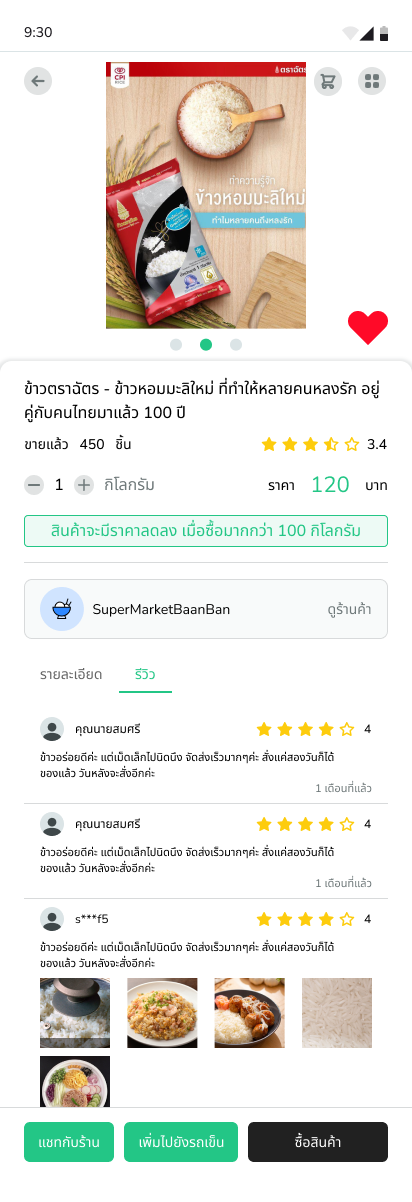 9:30
CPI
RICE
ตราฉัตร
ทำความรู้จัก
ข้าวหอมมะลิใหม่
ทำไมหลายคนถึงหลงรัก
ข้าวตราฉัตร - ข้าวหอมมะลิใหม่ ที่ทำให้หลายคนหลงรัก อยู่
คู่กับคนไทยมาแล้ว 100 ปี
ขายแล้ว 450 ชิ้น 3.4
1 กิโลกรัม ราคา 120 บาท
สินค้าจะมีราคาลดลง เมื่อซื้อมากกว่า 100 กิโลกรัม
SuperMarketBaanBan ดูร้านค้า
รายละเอียด รีวิว
คุณนายสมศรี 4
ข้าวอร่อยดีค่ะ แต่เม็ดเล็กไปนิดนึง จัดส่งเร็วมากๆค่ะ สั่งแค่สองวันก็ได้
ของแล้ว วันหลังจะสั่งอีกค่ะ
1 เดือนที่แล้ว
คุณนายสมศรี 4
ข้าวอร่อยดีค่ะ แต่เม็ดเล็กไปนิดนึง จัดส่งเร็วมากๆค่ะ สั่งแค่สองวันก็ได้
ของแล้ว วันหลังจะสั่งอีกค่ะ
1 เดือนที่แล้ว
s***f5 4
ข้าวอร่อยดีค่ะ แต่เม็ดเล็กไปนิดนึง จัดส่งเร็วมากๆค่ะ สั่งแค่สองวันก็ได้
ของแล้ว วันหลังจะสั่งอีกค่ะ
แชทกับร้าน เพิ่มไปยังรถเข็น ซื้อสินค้า